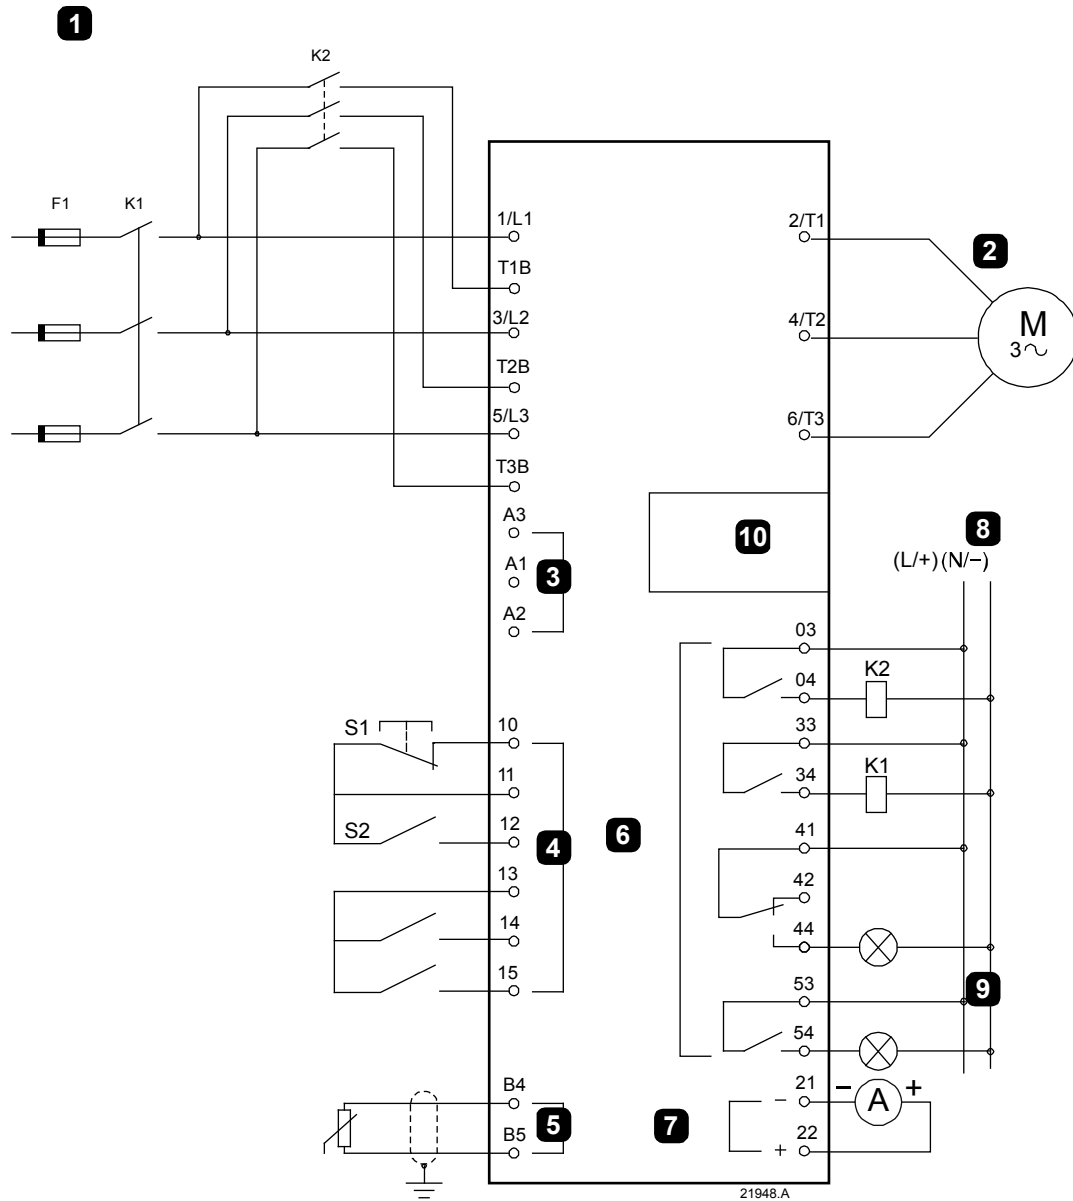 1
K2
F1 K1
1/L1
T1B
3/L2
T2B
5/L3
T3B
2/T1
4/T2
6/T3
2
M
3
A3
A1
A2
3
10
8
(L/+) (N/−)
S1
10
11
S2
12
13
14
15
4
6
03
04
K2
33
34
K1
41
42
44
53
54
9
B4
B5
5
7
21
22
− +
− A +
21948.A